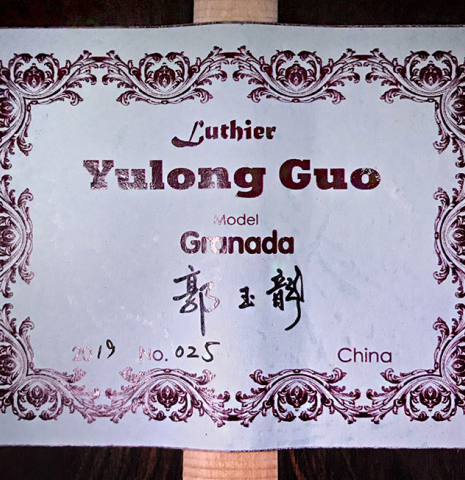 Luthier
Yulong Guo
Model
Granada
郭玉龍
2019 No. 025 China